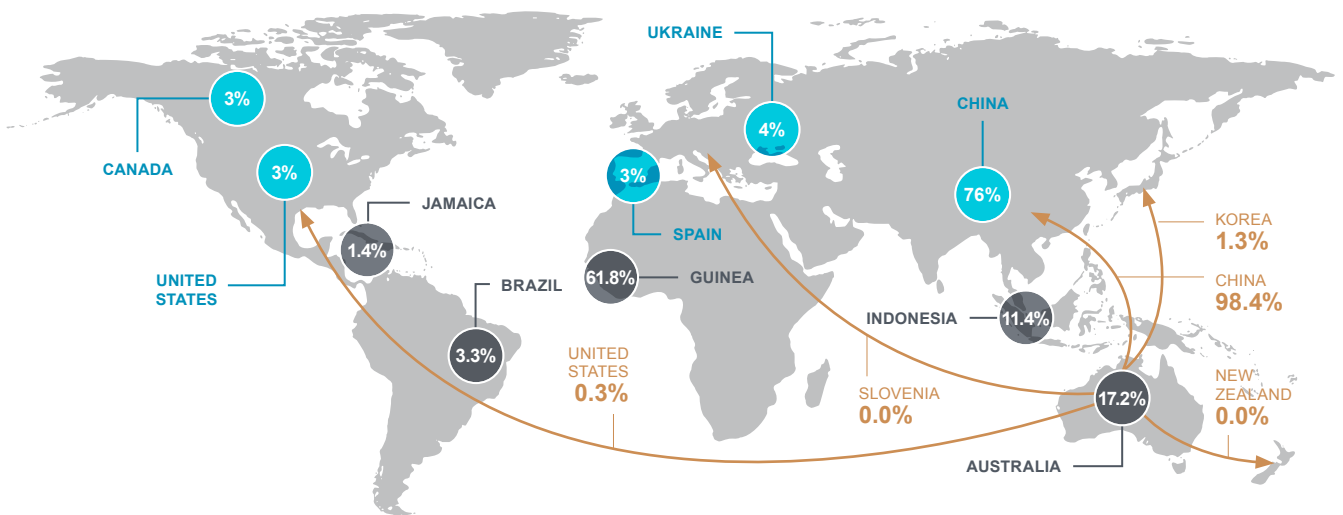 UKRAINE
3%
CHINA
4%
CANADA
3%
3%
76%
JAMAICA
SPAIN
KOREA
1.3%
1.4%
UNITED
STATES
BRAZIL
61.8%
GUINEA
CHINA
98.4%
INDONESIA
11.4%
3.3%
UNITED
STATES
0.3%
SLOVENIA
0.0%
17.2%
NEW
ZEALAND
0.0%
AUSTRALIA